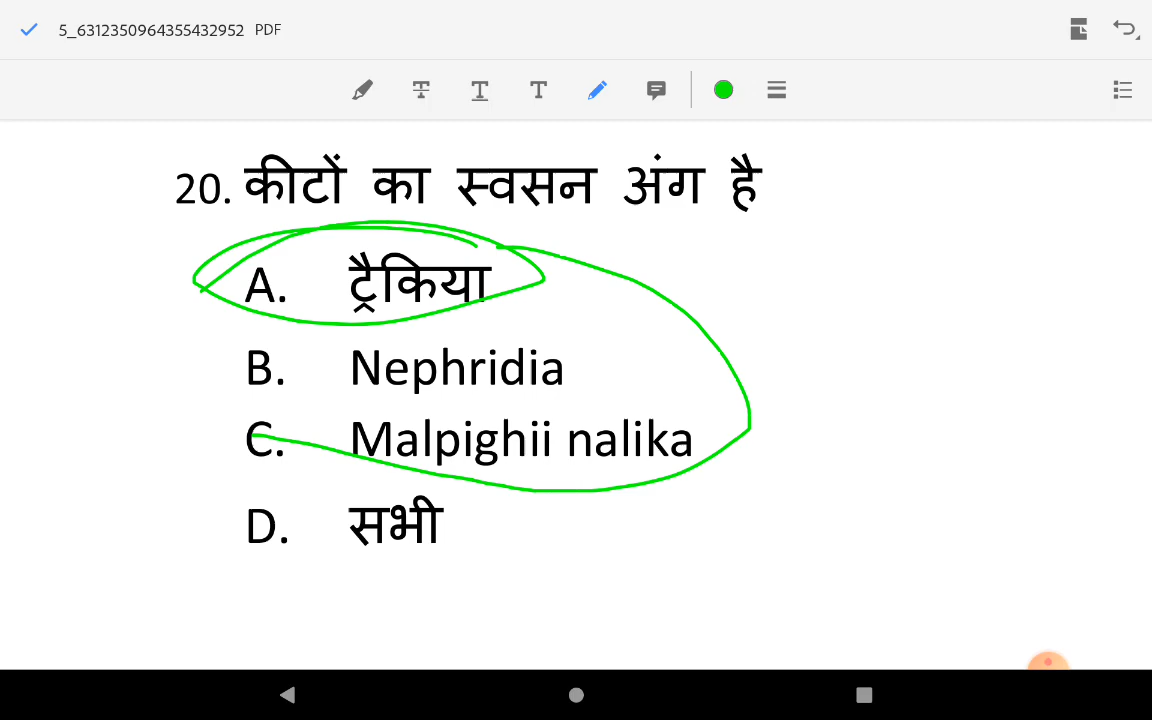 5_6312350964355432952 PDF
20. कीटों का स्वसन अंग है
A. ट्रैकिया
B. Nephridia
C. Malpighii nalika
D. सभी